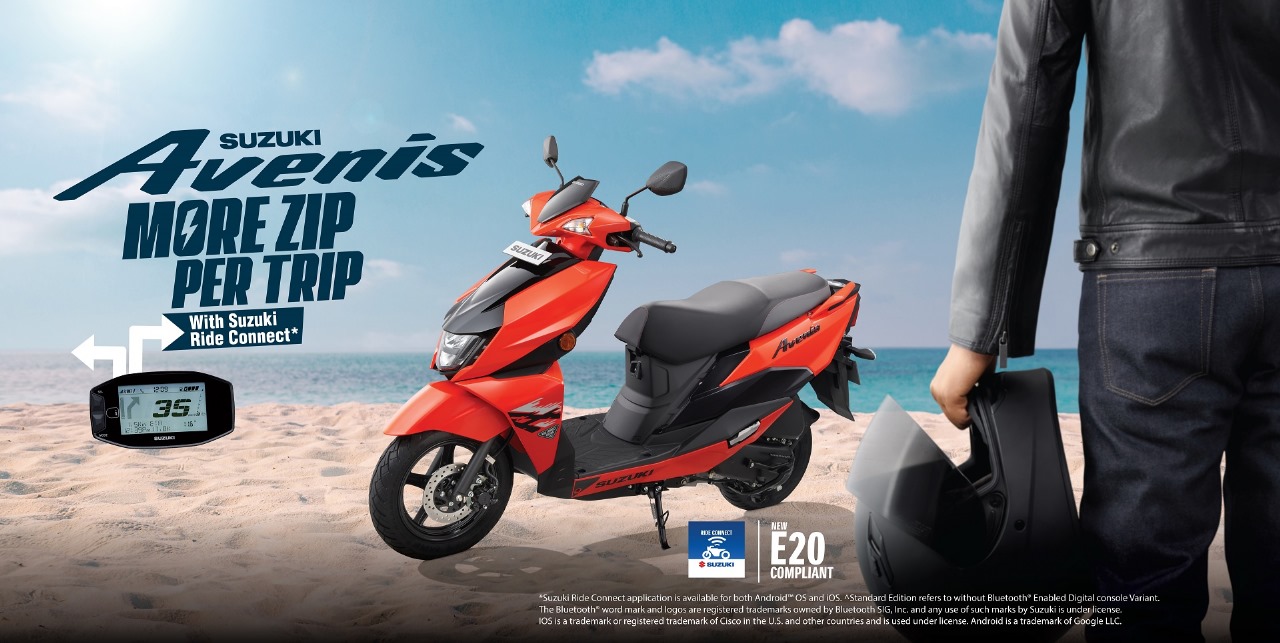 SUZUKI
Avenis
MORE ZIP
PER TRIP
With Suzuki
Ride Connect*
12:09
35
SUZUKI
SUZUKI
Avenis
SUZUKI
RIDE CONNECT
SUZUKI
NEW
E20
COMPLIANT
*Suzuki Ride Connect application is available for both Android™ OS and iOS. ^Standard Edition refers to without Bluetooth® Enabled Digital console Variant.
The Bluetooth® word mark and logos are registered trademarks owned by Bluetooth SIG, Inc. and any use of such marks by Suzuki is under license.
IOS is a trademark or registered trademark of Cisco in the U.S. and other countries and is used under license. Android is a trademark of Google LLC.